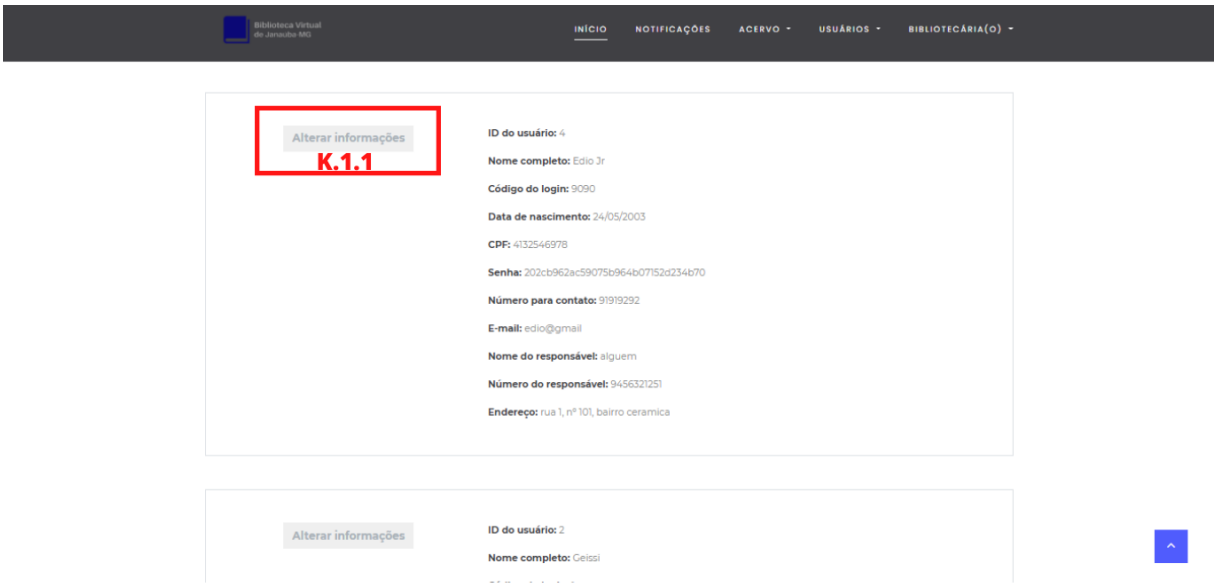 Biblioteca Virtual
de Janauba MG
INÍCIO NOTIFICAÇÕES ACERVO USUÁRIOS BIBLIOTECÁRIA(O)
Alterar informações
K.1.1
ID do usuário: 4
Nome completo: Edio Jr
Código do login: 9090
Data de nascimento: 24/05/2003
CPF: 4132546978
Senha: 202cb962ac59075b964b07152d234b70
Número para contato: 91919292
E-mail: edio@gmail
Nome do responsável: alguem
Número do responsável: 9456321251
Endereço: rua 1, nº 101, bairro ceramica
Alterar informações
ID do usuário: 2
Nome completo: Geissi